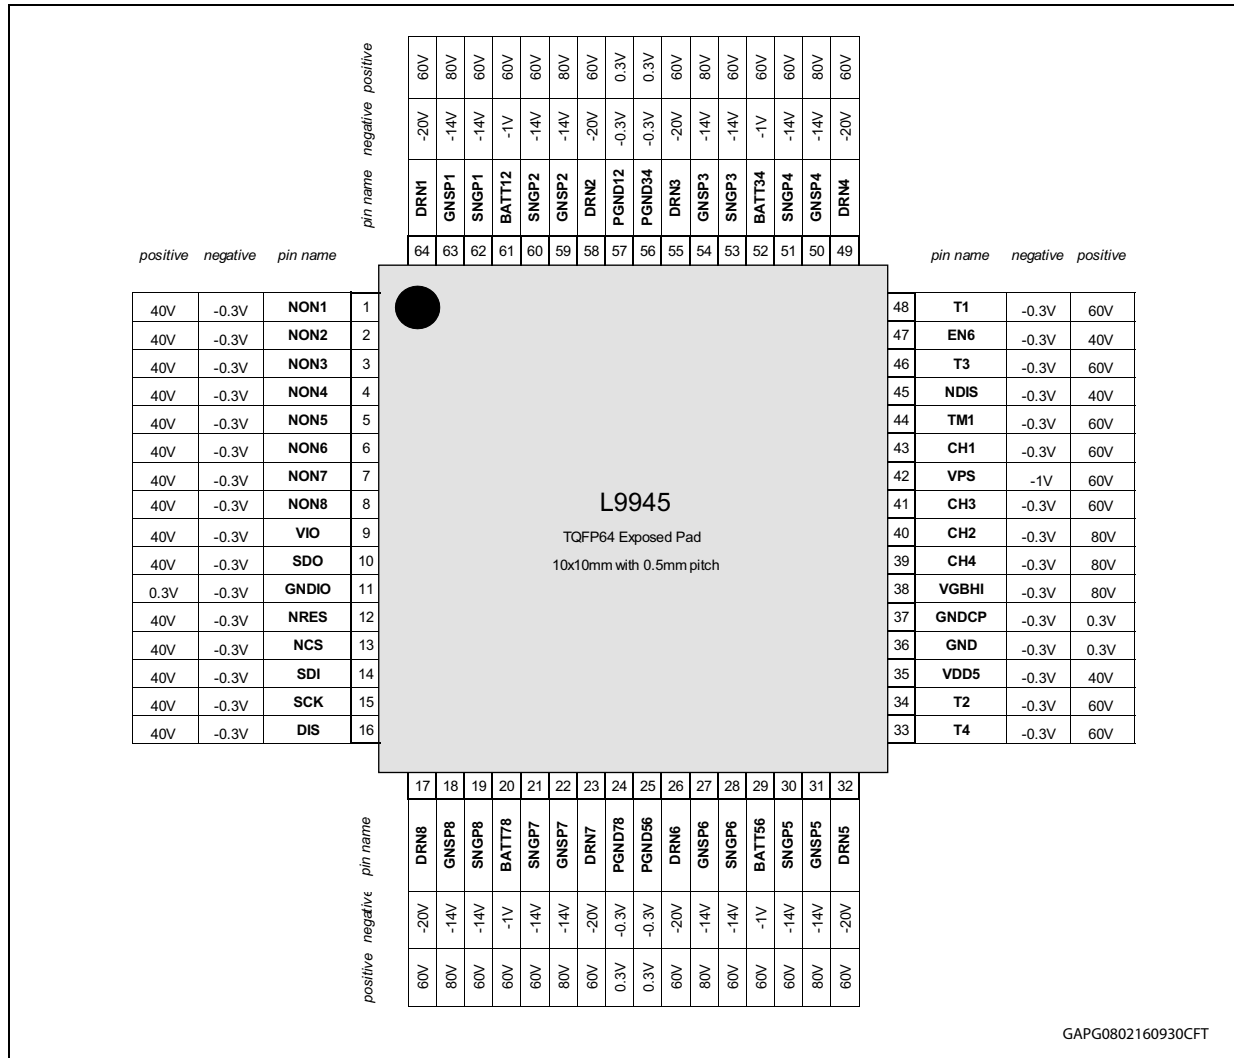 positive 60V 80V 60V 60V 60V 80V 60V 0.3V 0.3V 60V 80V 60V 60V 60V 80V 60V
negative -20V -14V -14V -1V -14V -14V -20V -0.3V -0.3V -20V -14V -14V -1V -14V -14V -20V
pin name DRN1 GNSP1 SNGP1 BATT12 SNGP2 GNSP2 DRN2 PGND12 PGND34 DRN3 GNSP3 SNGP3 BATT34 SNGP4 GNSP4 DRN4
64 63 62 61 60 59 58 57 56 55 54 53 52 51 50 49
positive negative pin name
40V -0.3V NON1 1
40V -0.3V NON2 2
40V -0.3V NON3 3
40V -0.3V NON4 4
40V -0.3V NON5 5
40V -0.3V NON6 6
40V -0.3V NON7 7
40V -0.3V NON8 8
40V -0.3V VIO 9
40V -0.3V SDO 10
0.3V -0.3V GNDIO 11
40V -0.3V NRES 12
40V -0.3V NCS 13
40V -0.3V SDI 14
40V -0.3V SCK 15
40V -0.3V DIS 16
L9945
TQFP64 Exposed Pad
10x10mm with 0.5mm pitch
pin name negative positive
48 T1 -0.3V 60V
47 EN6 -0.3V 40V
46 T3 -0.3V 60V
45 NDIS -0.3V 40V
44 TM1 -0.3V 60V
43 CH1 -0.3V 60V
42 VPS -1V 60V
41 CH3 -0.3V 60V
40 CH2 -0.3V 80V
39 CH4 -0.3V 80V
38 VGBHI -0.3V 80V
37 GNDCP -0.3V 0.3V
36 GND -0.3V 0.3V
35 VDD5 -0.3V 40V
34 T2 -0.3V 60V
33 T4 -0.3V 60V
17 18 19 20 21 22 23 24 25 26 27 28 29 30 31 32
pin name DRN8 GNSP8 SNGP8 BATT78 SNGP7 GNSP7 DRN7 PGND78 PGND56 DRN6 GNSP6 SNGP6 BATT56 SNGP5 GNSP5 DRN5
negative -20V -14V -14V -1V -14V -14V -20V -0.3V -0.3V -20V -14V -14V -1V -14V -14V -20V
positive 60V 80V 60V 60V 60V 80V 60V 0.3V 0.3V 60V 80V 60V 60V 60V 80V 60V
GAPG0802160930CFT